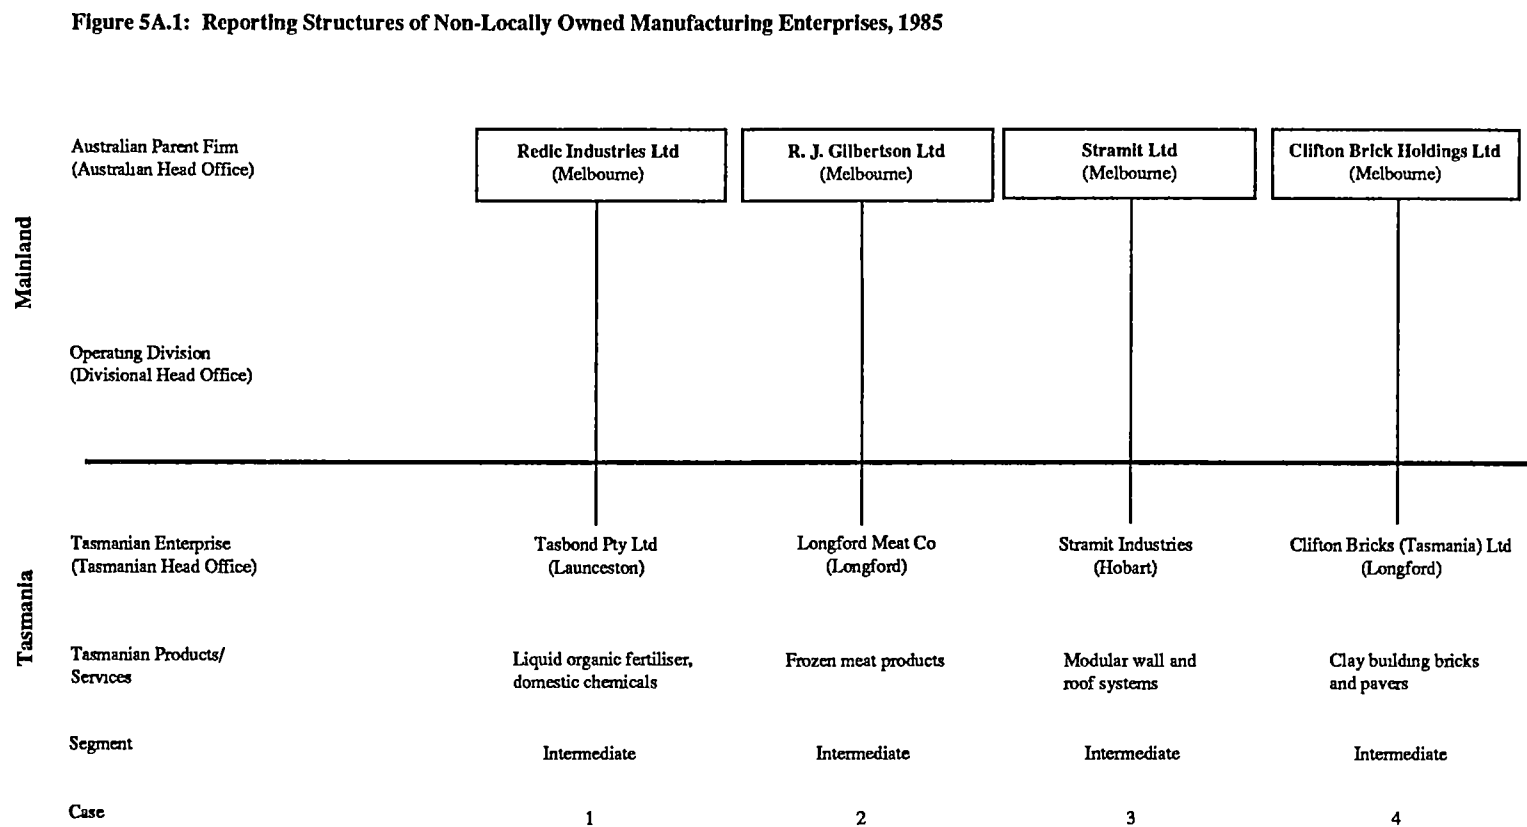 Figure 5A.1: Reporting Structures of Non-Locally Owned Manufacturing Enterprises, 1985
Mainland
Australian Parent Firm
(Australian Head Office)
Redic Industries Ltd
(Melbourne)
R. J. Gilbertson Ltd
(Melbourne)
Stramit Ltd
(Melbourne)
Clifton Brick Holdings Ltd
(Melbourne)
Operating Division
(Divisional Head Office)
Tasmania
Tasmanian Enterprise
(Tasmanian Head Office)
Tasbond Pty Ltd
(Launceston)
Longford Meat Co
(Longford)
Stramit Industries
(Hobart)
Clifton Bricks (Tasmania) Ltd
(Longford)
Tasmanian Products/
Services
Liquid organic fertiliser,
domestic chemicals
Frozen meat products
Modular wall and
roof systems
Clay building bricks
and pavers
Segment
Intermediate
Intermediate
Intermediate
Intermediate
Case
1
2
3
4